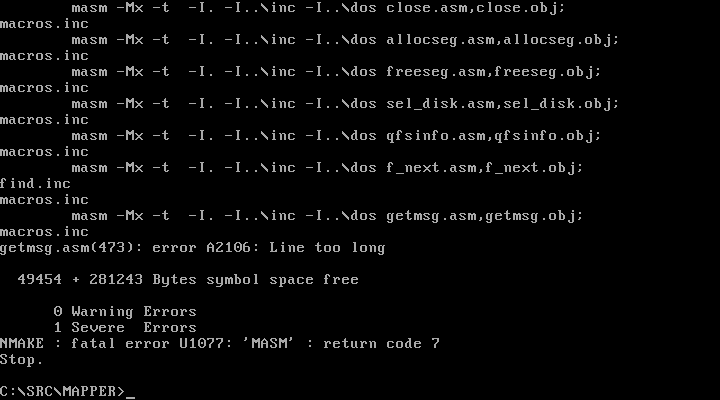 masm -Mx -t  -I. -I..\inc -I..\dos close.asm,close.obj;
macros.inc
masm -Mx -t  -I. -I..\inc -I..\dos allocseg.asm,allocseg.obj;
macros.inc
masm -Mx -t  -I. -I..\inc -I..\dos freeseg.asm,freeseg.obj;
macros.inc
masm -Mx -t  -I. -I..\inc -I..\dos sel_disk.asm,sel_disk.obj;
macros.inc
masm -Mx -t  -I. -I..\inc -I..\dos qfsinfo.asm,qfsinfo.obj;
macros.inc
masm -Mx -t  -I. -I..\inc -I..\dos f_next.asm,f_next.obj;
find.inc
macros.inc
masm -Mx -t  -I. -I..\inc -I..\dos getmsg.asm,getmsg.obj;
macros.inc
getmsg.asm(473): error A2106: Line too long
49454 + 281243 Bytes symbol space free
0 Warning Errors
1 Severe  Errors
NMAKE : fatal error U1077: 'MASM' : return code 7
Stop.
C:\SRC\MAPPER>_